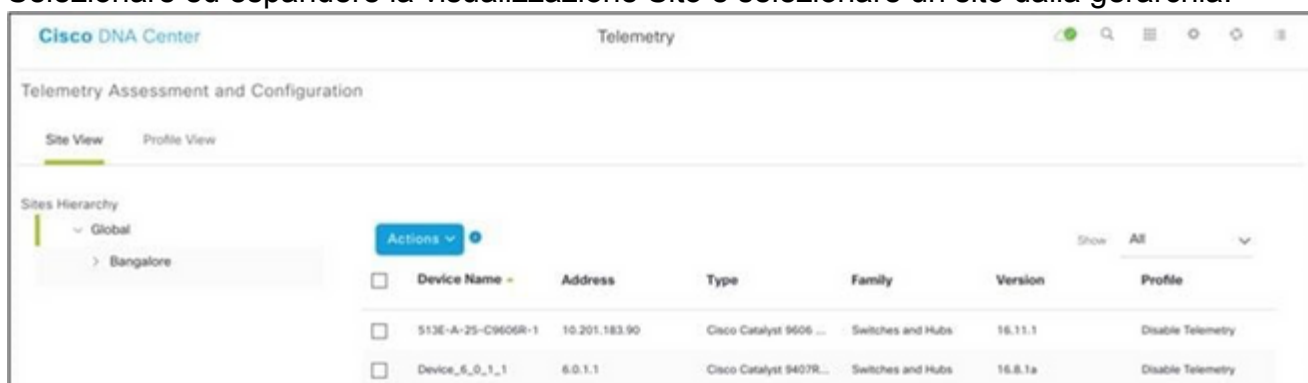 Selezionare ed espandere la visualizzazione Sito e selezionare un sito dalla gerarchia.
Cisco DNA Center Telemetry
Telemetry Assessment and Configuration
Site View Profile View
Sites Hierarchy
Global
Bangalore
Actions Show All
Device Name Address Type Family Version Profile
513E-A-25-C9606R-1 10.201.183.90 Cisco Catalyst 9606 ... Switches and Hubs 16.11.1 Disable Telemetry
Device_6_0_1_1 6.0.1.1 Cisco Catalyst 9407R... Switches and Hubs 16.8.1a Disable Telemetry